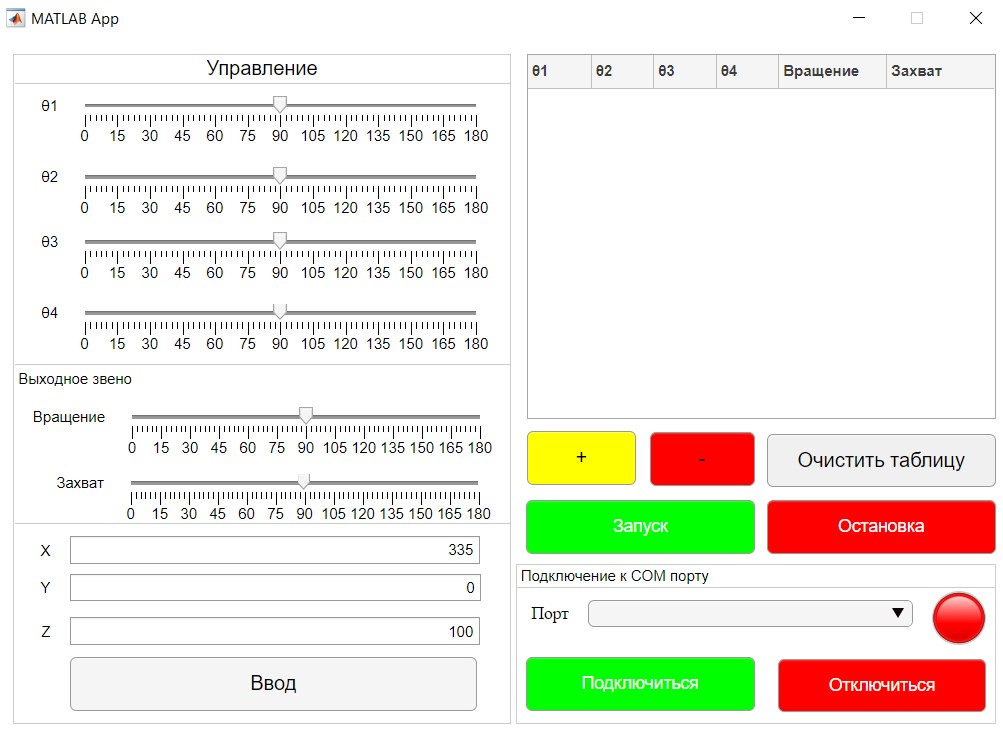 MATLAB App
Управление
θ1
0 15 30 45 60 75 90 105 120 135 150 165 180
θ2
0 15 30 45 60 75 90 105 120 135 150 165 180
θ3
0 15 30 45 60 75 90 105 120 135 150 165 180
θ4
0 15 30 45 60 75 90 105 120 135 150 165 180
Выходное звено
Вращение
0 15 30 45 60 75 90 105 120 135 145 165 180
Захват
0 15 30 45 60 75 90 105 120 135 145 165 180
X 335
Y 0
Z 100
Ввод
θ1 θ2 θ3 θ4 Вращение Захват
+ - Очистить таблицу
Запуск Остановка
Подключение к COM порту
Порт
Подключиться Отключиться